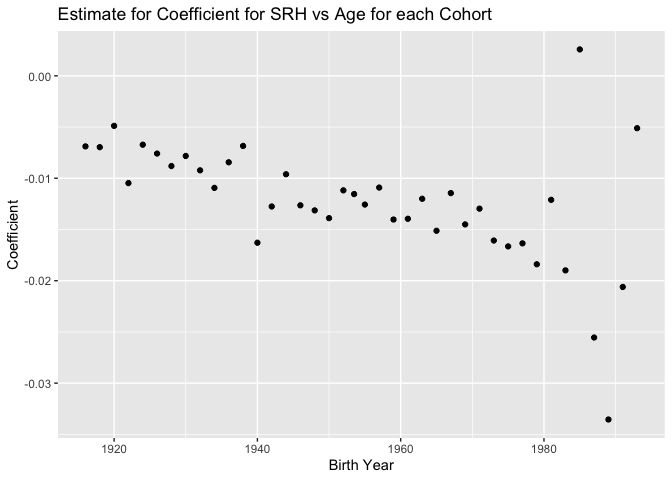 Estimate for Coefficient for SRH vs Age for each Cohort
Coefficient
0.00
-0.01
-0.02
-0.03
1920 1940 1960 1980
Birth Year